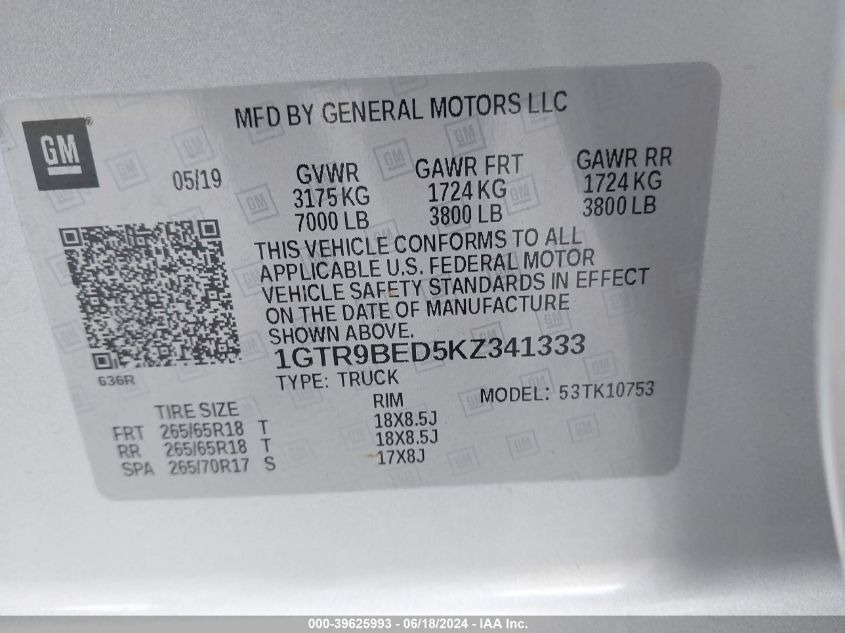 MFD BY GENERAL MOTORS LLC
GM
®
05/19
GVWR GAWR FRT GAWR RR
3175 KG 1724 KG 1724 KG
7000 LB 3800 LB 3800 LB
THIS VEHICLE CONFORMS TO ALL
APPLICABLE U.S. FEDERAL MOTOR
VEHICLE SAFETY STANDARDS IN EFFECT
ON THE DATE OF MANUFACTURE
SHOWN ABOVE.
1GTR9BED5KZ341333
636R
TYPE: TRUCK MODEL: 53TK10753
TIRE SIZE RIM
FRT 265/65R18 T 18X8.5J
RR 265/65R18 T 18X8.5J
SPA 265/70R17 S 17X8J
000-39625993 - 06/18/2024 - IAA Inc.